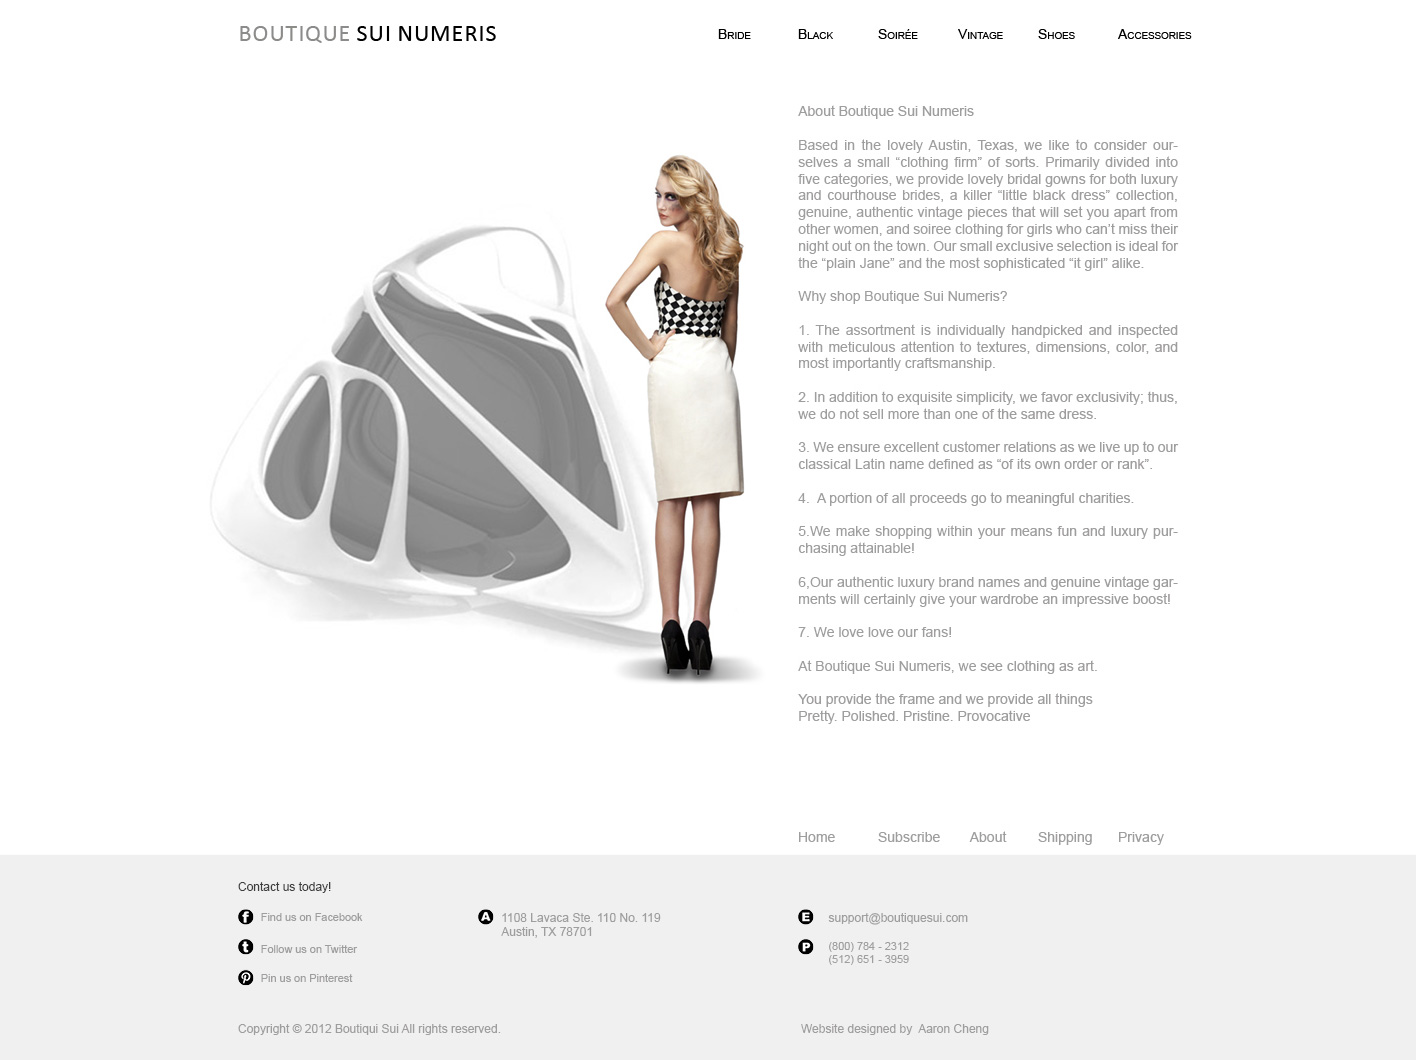 BOUTIQUE SUI NUMERIS
Bride Black Soirée Vintage Shoes Accessories
About Boutique Sui Numeris
Based in the lovely Austin, Texas, we like to consider our-
selves a small “clothing firm” of sorts. Primarily divided into
five categories, we provide lovely bridal gowns for both luxury
and courthouse brides, a killer “little black dress” collection,
genuine, authentic vintage pieces that will set you apart from
other women, and soiree clothing for girls who can’t miss their
night out on the town. Our small exclusive selection is ideal for
the “plain Jane” and the most sophisticated “it girl” alike.
Why shop Boutique Sui Numeris?
1. The assortment is individually handpicked and inspected
with meticulous attention to textures, dimensions, color, and
most importantly craftsmanship.
2. In addition to exquisite simplicity, we favor exclusivity; thus,
we do not sell more than one of the same dress.
3. We ensure excellent customer relations as we live up to our
classical Latin name defined as “of its own order or rank”.
4.  A portion of all proceeds go to meaningful charities.
5.We make shopping within your means fun and luxury pur-
chasing attainable!
6,Our authentic luxury brand names and genuine vintage gar-
ments will certainly give your wardrobe an impressive boost!
7. We love love our fans!
At Boutique Sui Numeris, we see clothing as art.
You provide the frame and we provide all things
Pretty. Polished. Pristine. Provocative
Home Subscribe About Shipping Privacy
Contact us today!
f Find us on Facebook
t Follow us on Twitter
P Pin us on Pinterest
A 1108 Lavaca Ste. 110 No. 119
Austin, TX 78701
E support@boutiquesui.com
P (800) 784 - 2312
(512) 651 - 3959
Copyright © 2012 Boutiqui Sui All rights reserved.
Website designed by  Aaron Cheng